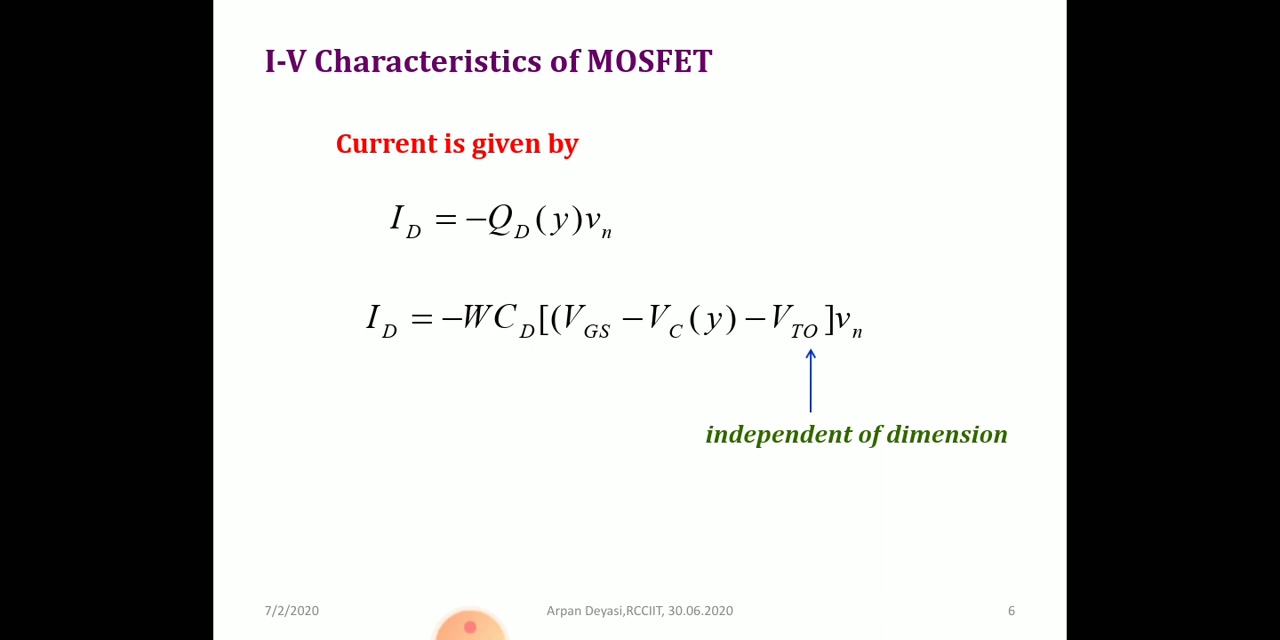 I-V Characteristics of MOSFET
Current is given by
I_D = −Q_D(y)v_n
I_D = −WC_D[(V_GS − V_C(y) − V_TO]v_n
independent of dimension
7/2/2020 Arpan Deyasi,RCCIIT, 30.06.2020 6